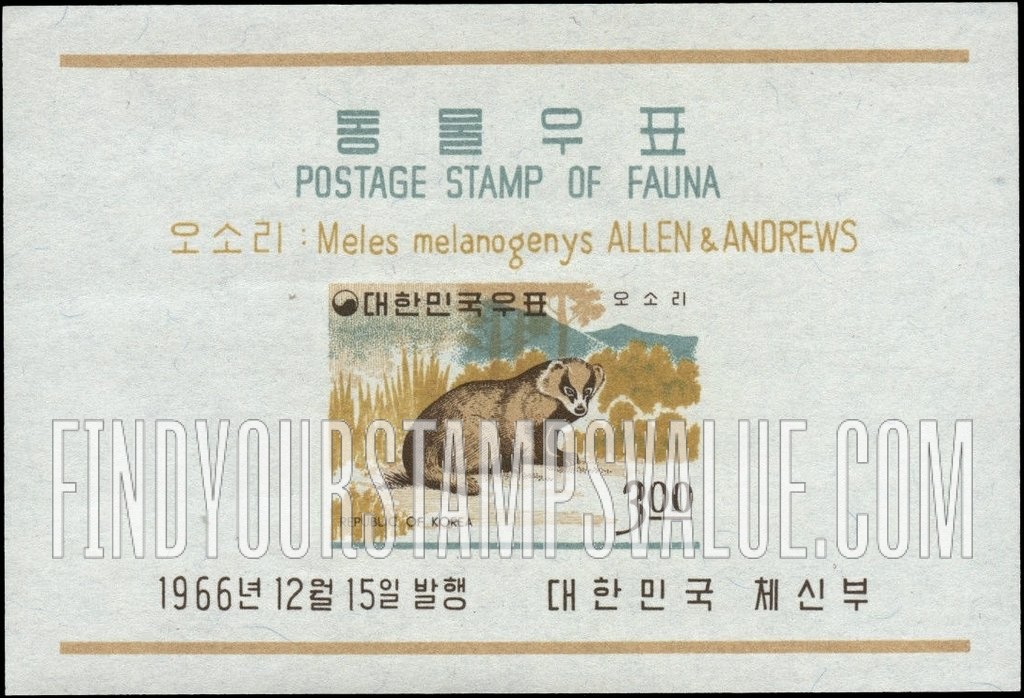 동물우표
POSTAGE STAMP OF FAUNA
오소리 : Meles melanogenys ALLEN & ANDREWS
대한민국우표 오소리
FINDYOURSTAMPSVALUE.COM
3.00
REPUBLIC OF KOREA
1966년 12월 15일 발행 대한민국 체신부